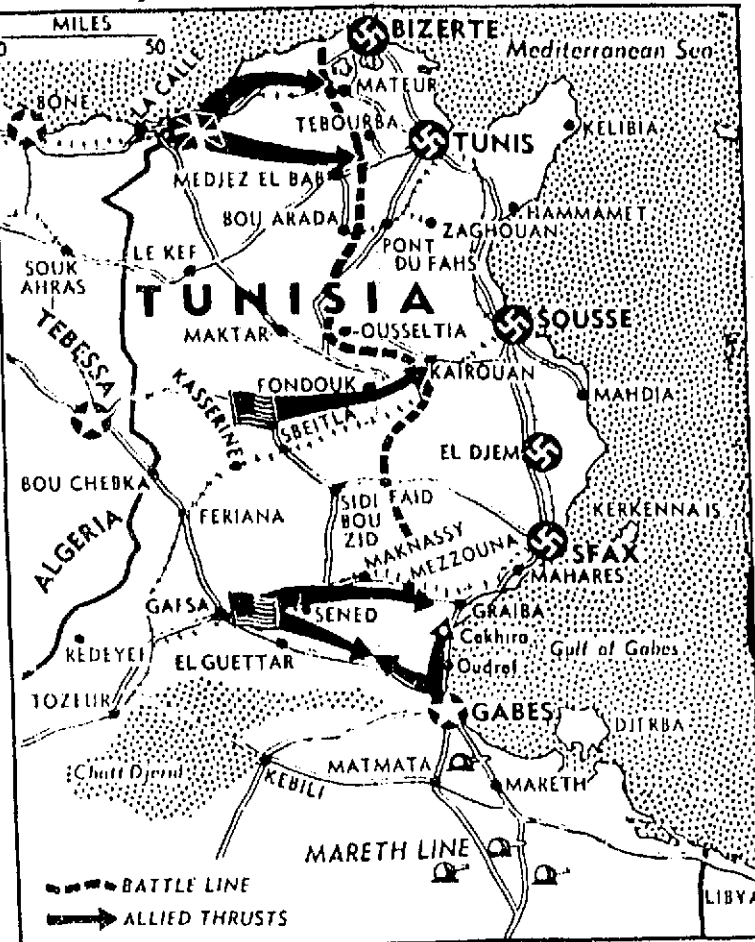 MILES
0 50
BIZERTE
Mediterranean Sea
BONE
LA CALLE
MATEUR
TEBOURBA
TUNIS
KELIBIA
MEDJEZ EL BAB
BOU ARADA
HAMMAMET
ZAGHOUAN
PONT
DU FAHS
LE KEF
SOUK
AHRAS
TUNISIA
MAKTAR
OUSSELTIA
SOUSSE
TEBESSA
KASSERINE
FONDOUK
KAIROUAN
SBEITLA
MAHDIA
EL DJEM
BOU CHEBKA
SIDI
BOU
ZID
FAID
FERIANA
KERKENNA IS
ALGERIA
MAKNASSY
MEZZOUNA
SFAX
MAHARES
GAFSA
SENED
GRAIBA
Cekhira
Gulf of Gabes
REDEYEF
EL GUETTAR
Oudref
TOZEUR
GABES
DJERBA
Chott Djerid
KEBILI
MATMATA
MARETH
MARETH LINE
BATTLE LINE
ALLIED THRUSTS
LIBYA